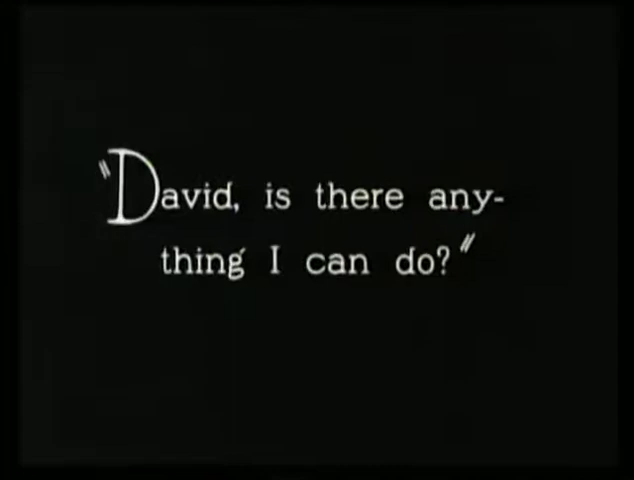 "David, is there any-
thing I can do?"